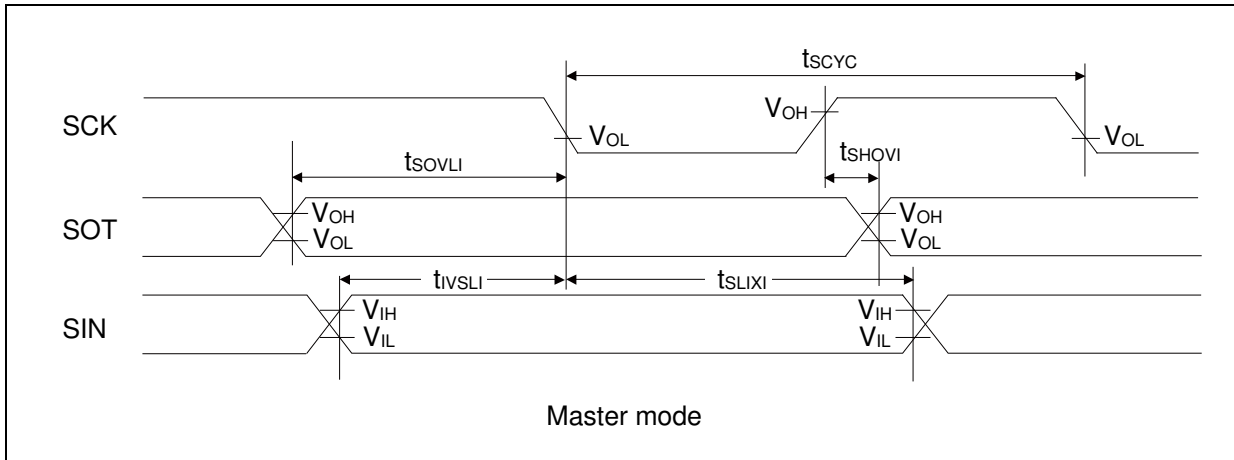 tSCYC
SCK
VOH
VOL
VOL
tSHOVI
tSOVLI
SOT
VOH
VOL
VOH
VOL
tIVSLI
tSLIXI
SIN
VIH
VIL
VIH
VIL
Master mode